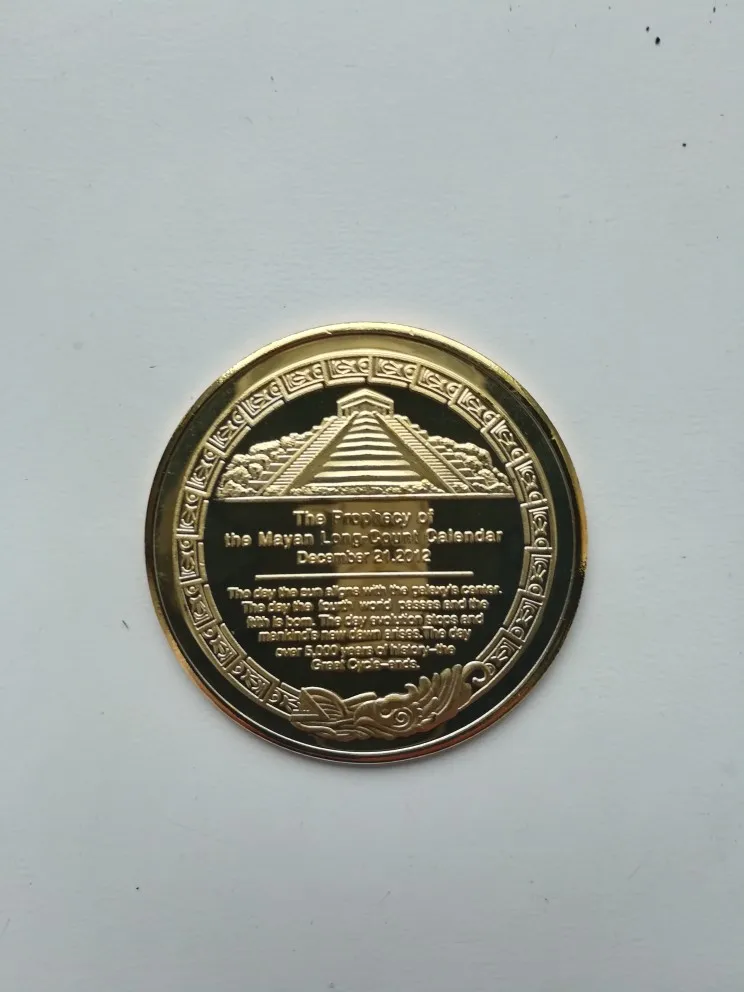 The Prophecy of
the Mayan Long-Count Calendar
December 21.2012
The day the sun aligns with the galaxy's center.
The day the fourth world passes and the
fifth is born. The day evolution stops and
mankind's new dawn arises. The day
over 5,000 years of history-the
Great Cycle-ends.